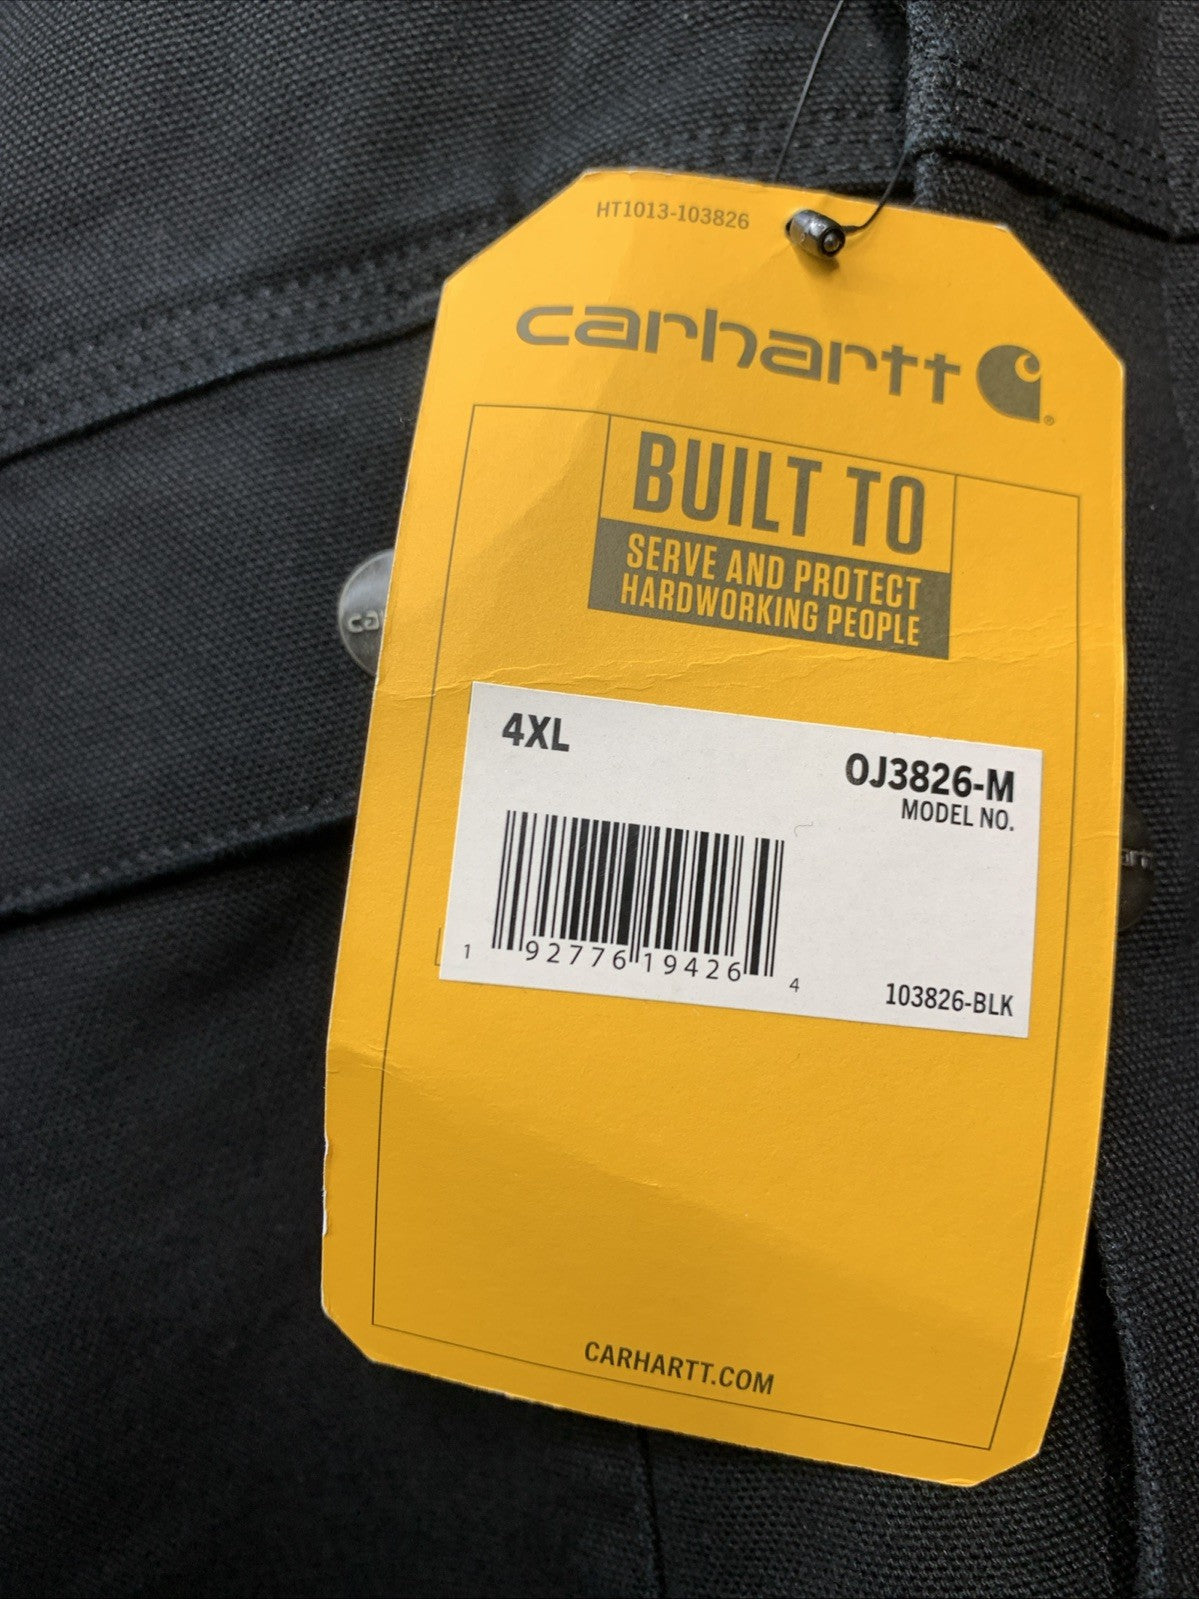 HT1013-103826
carhartt
BUILT TO
SERVE AND PROTECT
HARDWORKING PEOPLE
4XL
OJ3826-M
MODEL NO.
1 92776 19426 4
103826-BLK
CARHARTT.COM